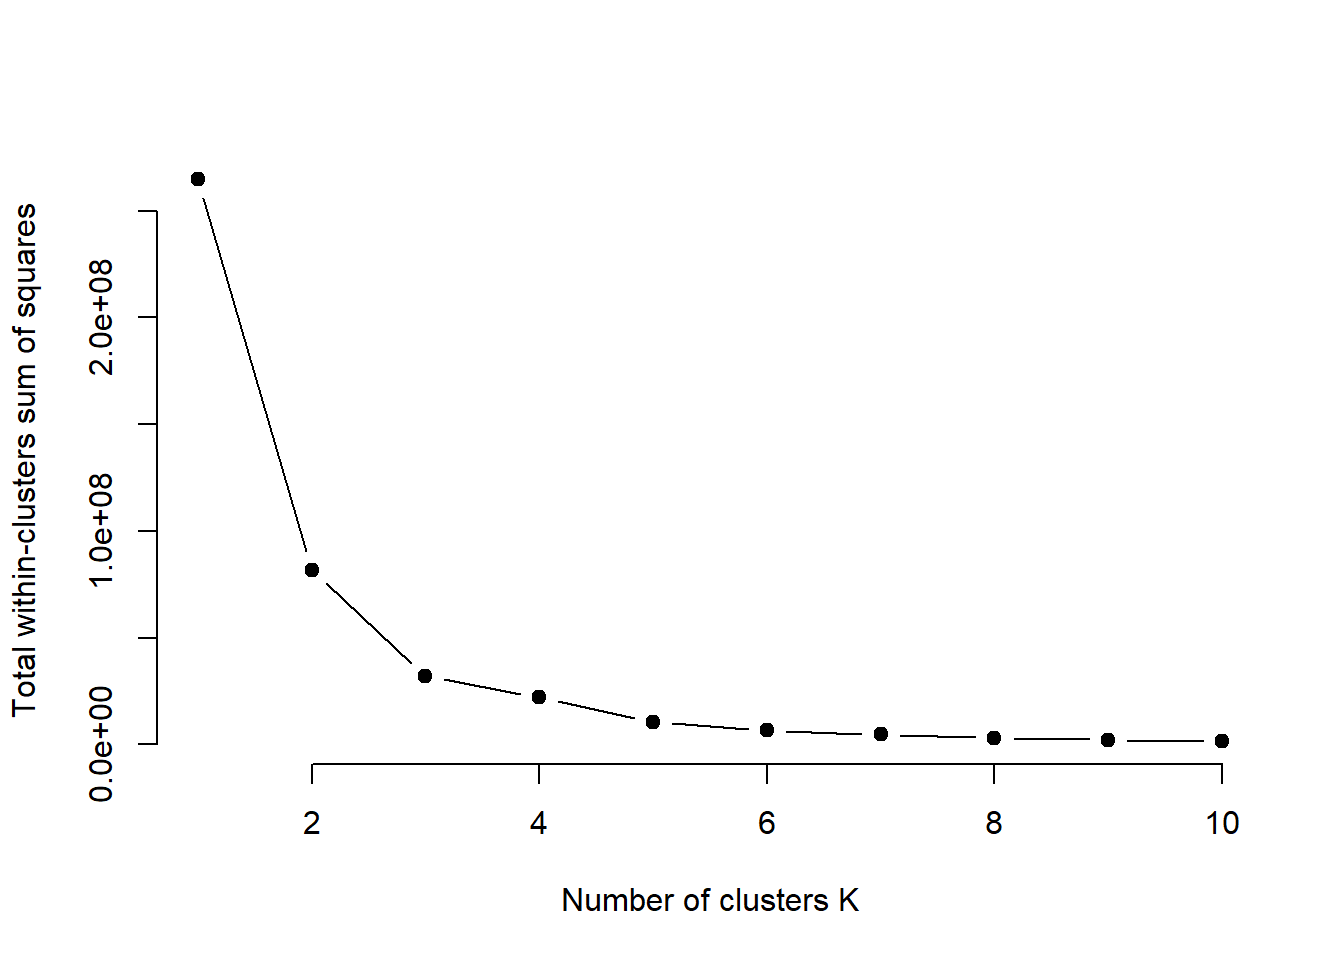 Total within-clusters sum of squares
2.0e+08
1.0e+08
0.0e+00
2 4 6 8 10
Number of clusters K